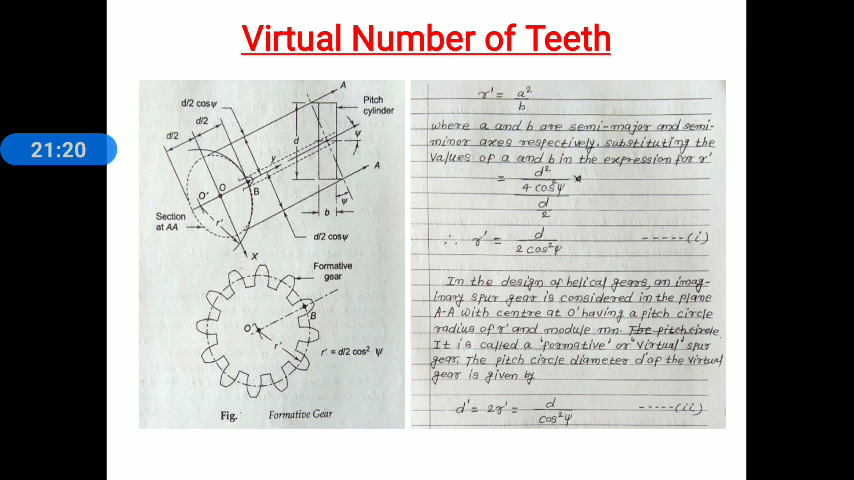 Virtual Number of Teeth
21:20
A
d/2 cosψ
Pitch
cylinder
d/2
d/2
d
ψ
y
A
O'
O
B
ψ
r'
b
Section
at AA
d/2 cosψ
X
Formative
gear
B
O'
r'
r' = d/2 cos² ψ
Fig. Formative Gear
r' = a²/b
where a and b are semi-major and semi-
minor axes respectively. substituting the
values of a and b in the expression for r'
= d²/4 cos²ψ / d/2
∴ r' = d/2 cos²ψ -----(i)
In the design of helical gears, an imag-
inary spur gear is considered in the plane
A-A with centre at O' having a pitch circle
radius of r' and module mn. The pitch circle.
It is called a 'formative' or 'virtual' spur
gear. The pitch circle diameter d' of the virtual
gear is given by
d' = 2r' = d/cos²ψ -----(ii)